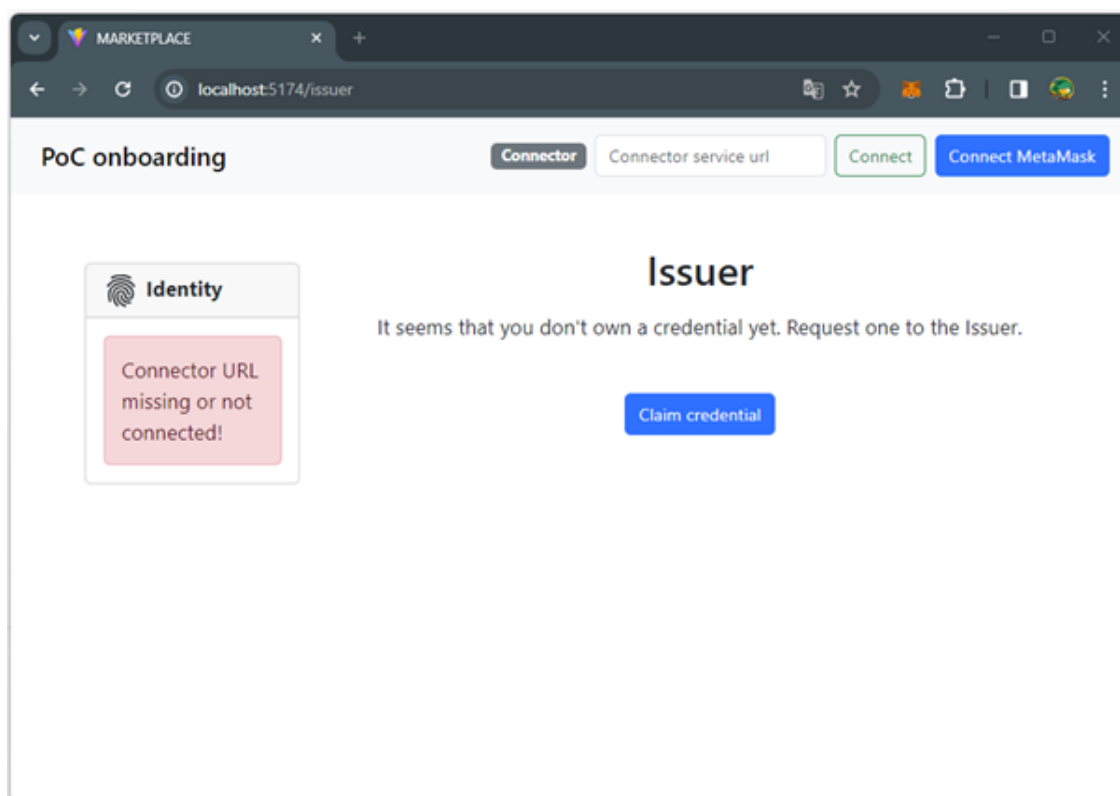 MARKETPLACE
localhost:5174/issuer
PoC onboarding
Connector
Connector service url
Connect
Connect MetaMask
Identity
Connector URL
missing or not
connected!
Issuer
It seems that you don't own a credential yet. Request one to the Issuer.
Claim credential